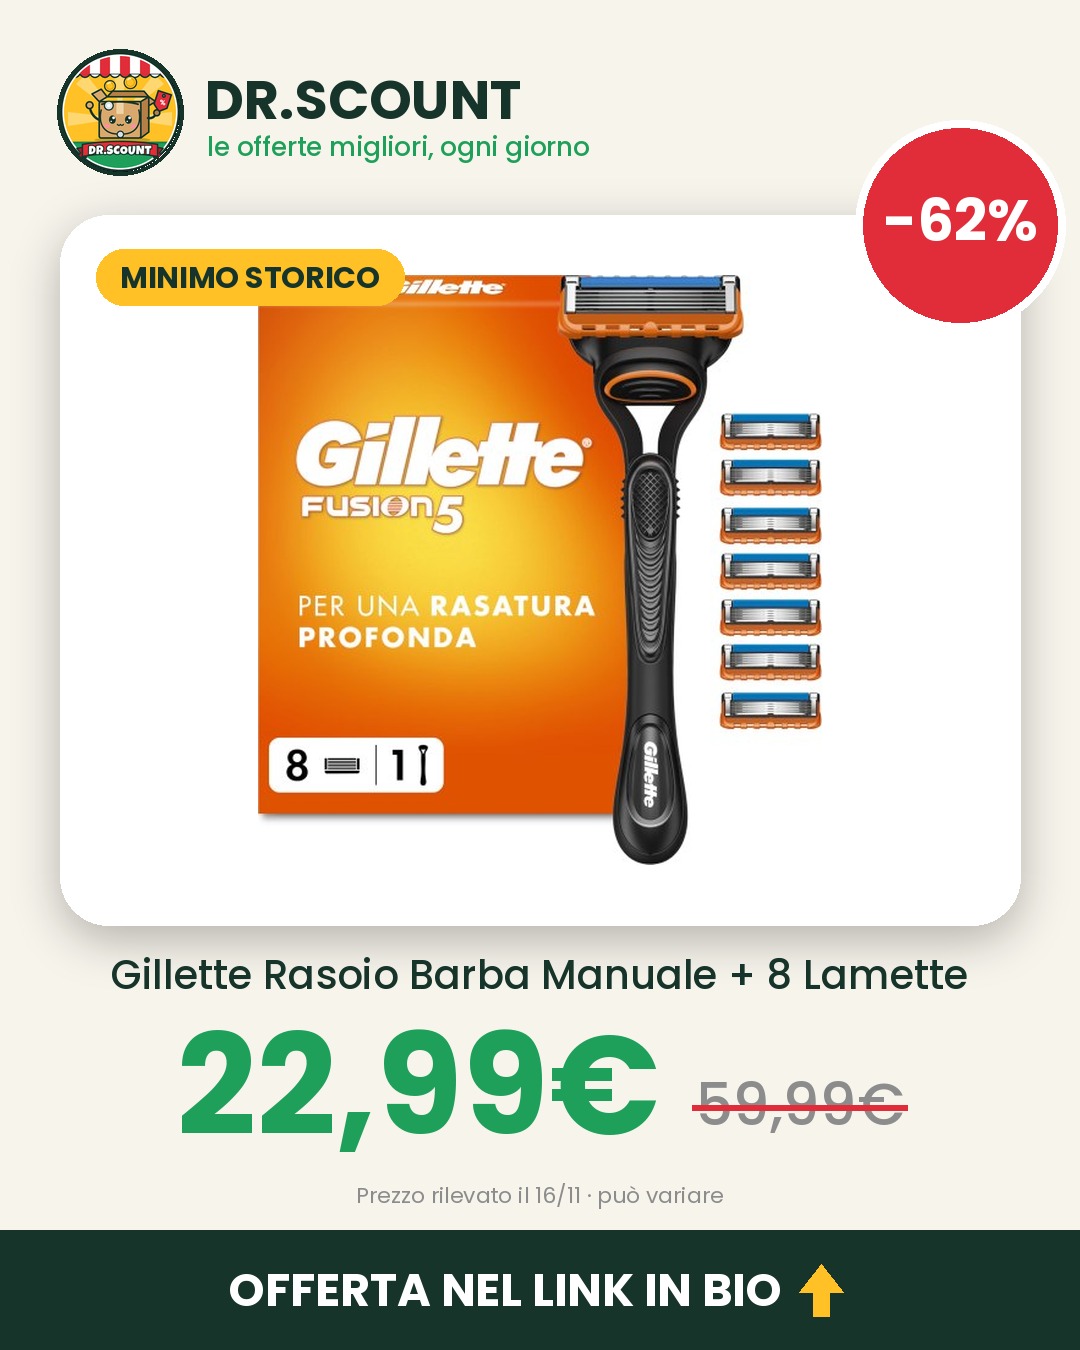 DR.SCOUNT
DR.SCOUNT
le offerte migliori, ogni giorno
-62%
MINIMO STORICO
Gillette
Gillette®
FUSION5
PER UNA RASATURA
PROFONDA
8 1
Gillette
Gillette Rasoio Barba Manuale + 8 Lamette
22,99€ 59,99€
Prezzo rilevato il 16/11 · può variare
OFFERTA NEL LINK IN BIO